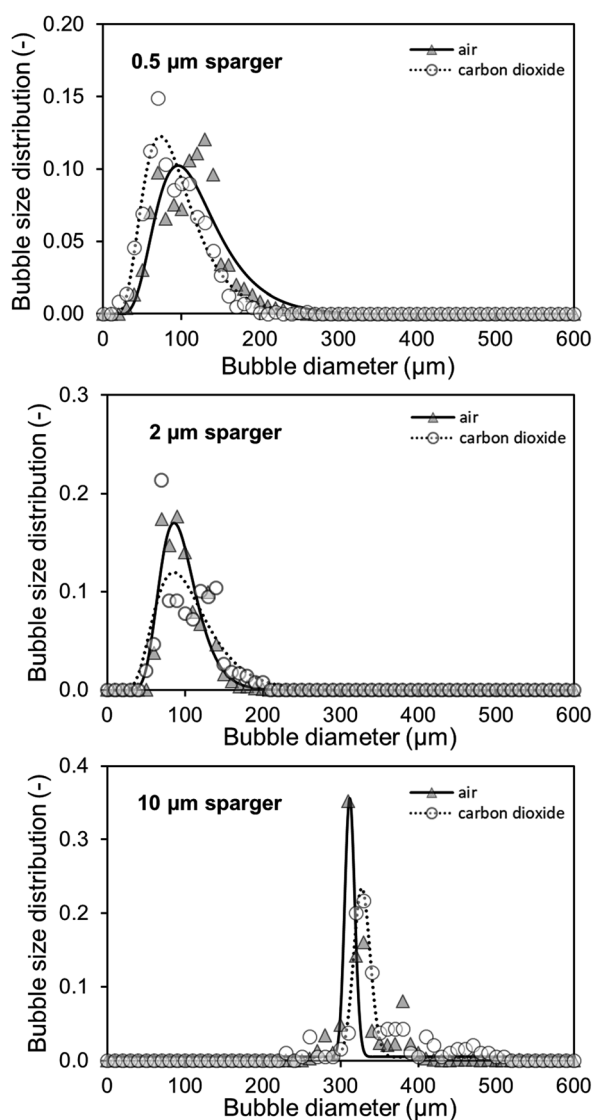 0.20
0.5 µm sparger
air
carbon dioxide
0.15
0.10
0.05
0.00
Bubble size distribution (-)
0 100 200 300 400 500 600
Bubble diameter (µm)
0.3
2 µm sparger
air
carbon dioxide
0.2
0.1
0.0
Bubble size distribution (-)
0 100 200 300 400 500 600
Bubble diameter (µm)
0.4
10 µm sparger
air
carbon dioxide
0.3
0.2
0.1
0.0
Bubble size distribution (-)
0 100 200 300 400 500 600
Bubble diameter (µm)